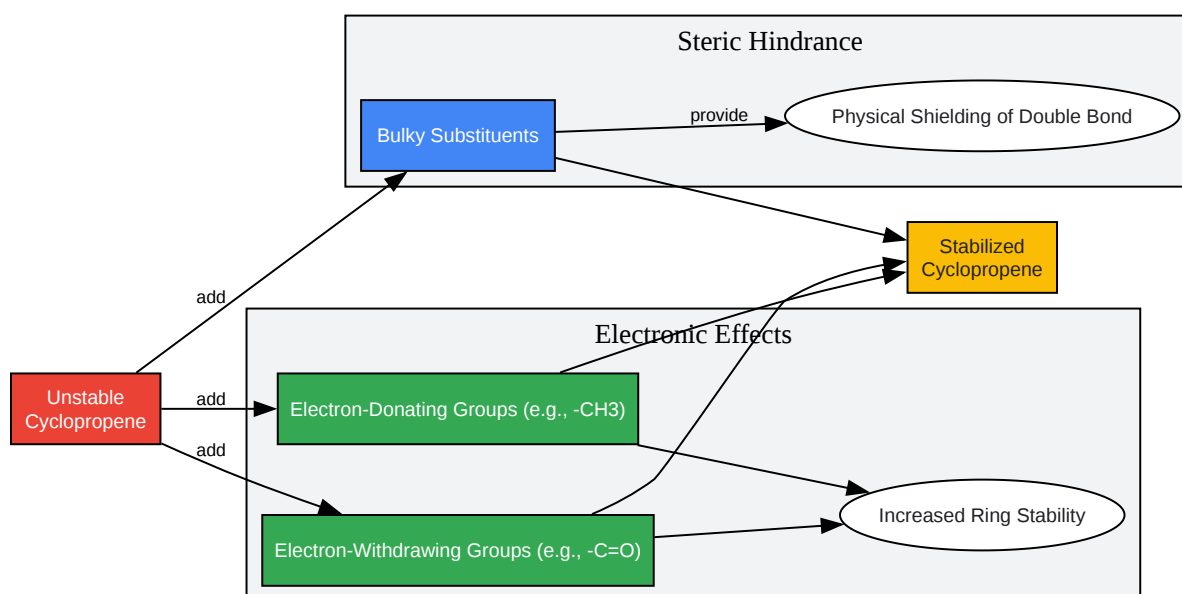 Steric Hindrance
Bulky Substituents
provide
Physical Shielding of Double Bond
Stabilized
Cyclopropene
add
Electronic Effects
Unstable
Cyclopropene
add
Electron-Donating Groups (e.g., -CH3)
add
Increased Ring Stability
Electron-Withdrawing Groups (e.g., -C=O)